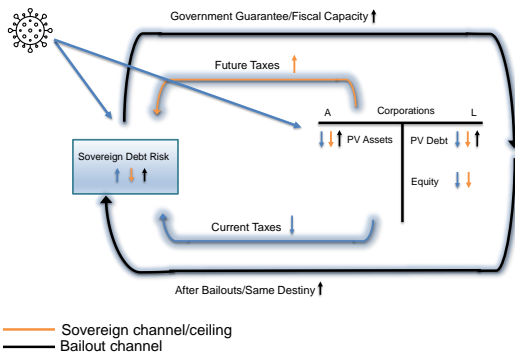 Government Guarantee/Fiscal Capacity
Future Taxes
A Corporations L
PV Assets PV Debt
Sovereign Debt Risk
Equity
Current Taxes
After Bailouts/Same Destiny
Sovereign channel/ceiling
Bailout channel